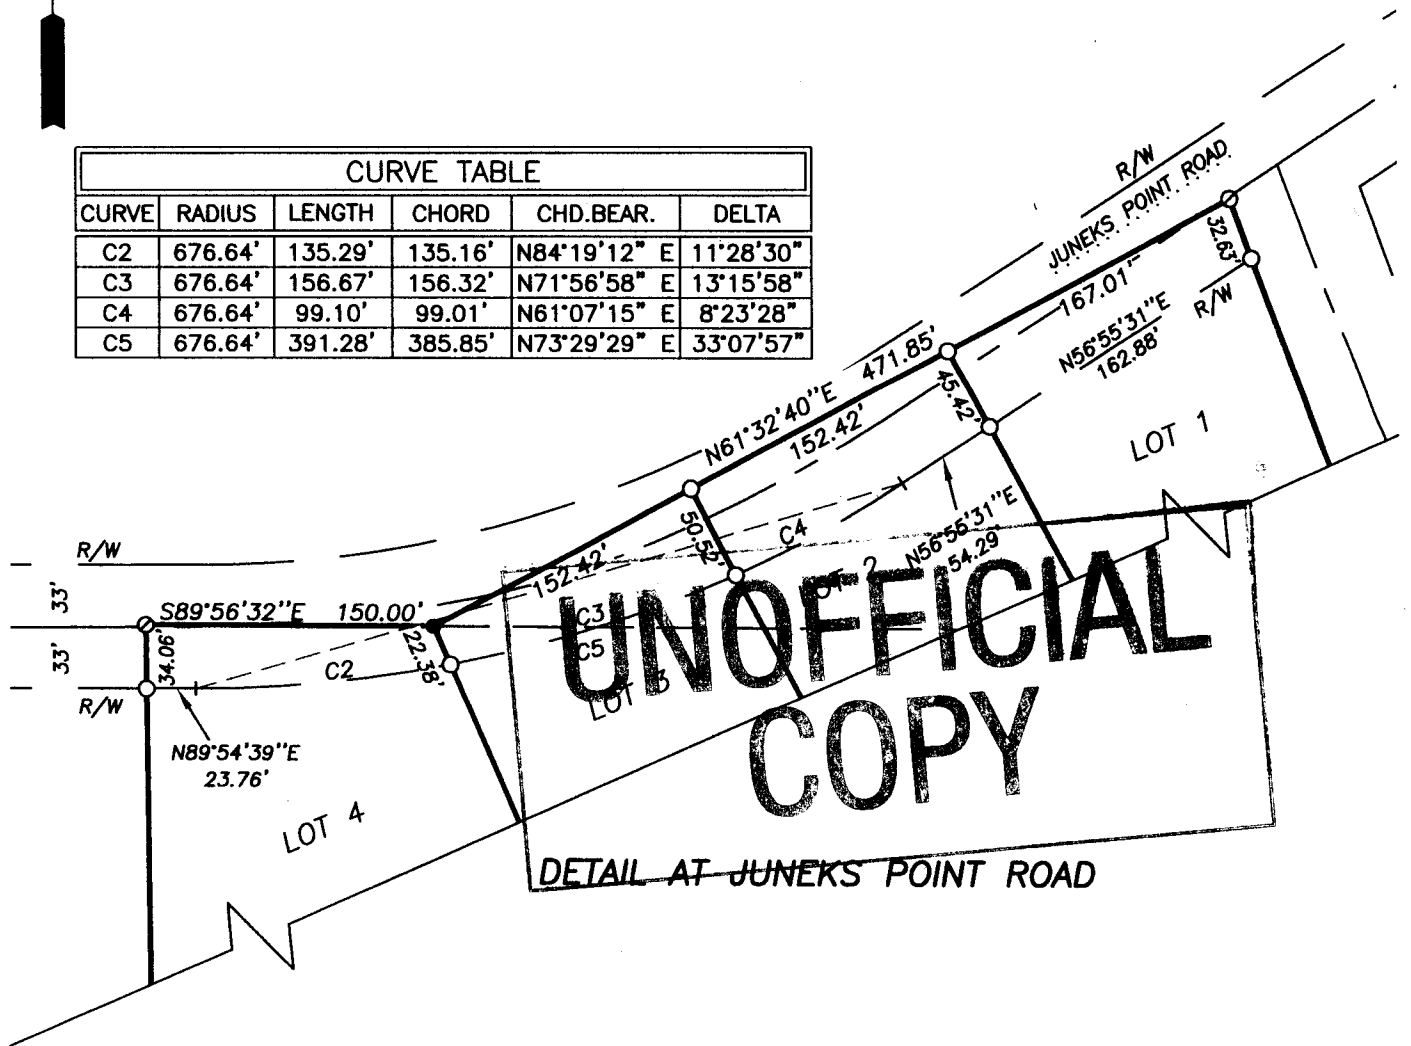 CURVE TABLE
CURVE RADIUS LENGTH CHORD CHD.BEAR. DELTA
C2 676.64' 135.29' 135.16' N84°19'12" E 11°28'30"
C3 676.64' 156.67' 156.32' N71°56'58" E 13°15'58"
C4 676.64' 99.10' 99.01' N61°07'15" E 8°23'28"
C5 676.64' 391.28' 385.85' N73°29'29" E 33°07'57"
R/W
JUNEKS POINT ROAD
32.63'
167.01'
R/W
N56°55'31"E
162.88'
LOT 1
N61°32'40"E 471.85'
152.42'
45.42'
N56°56'31"E
54.29'
C4
50.52'
152.42'
LOT 2
R/W
33'
S89°56'32"E 150.00'
33'
34.06'
22.38'
C3
C5
C2
R/W
N89°54'39"E
23.76'
LOT 3
LOT 4
UNOFFICIAL
COPY
DETAIL AT JUNEKS POINT ROAD